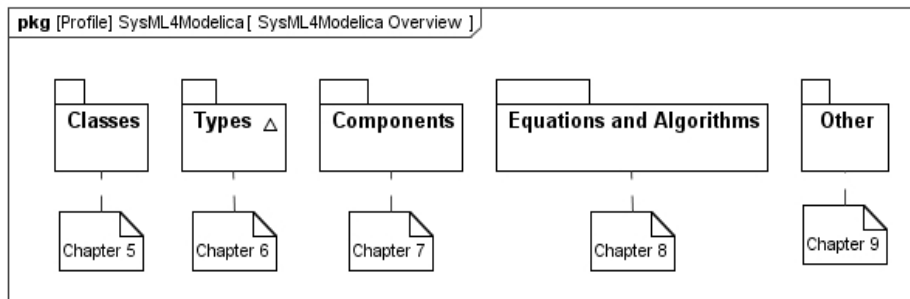 pkg [Profile] SysML4Modelica [ SysML4Modelica Overview ]
Classes
Types
Components
Equations and Algorithms
Other
Chapter 5
Chapter 6
Chapter 7
Chapter 8
Chapter 9